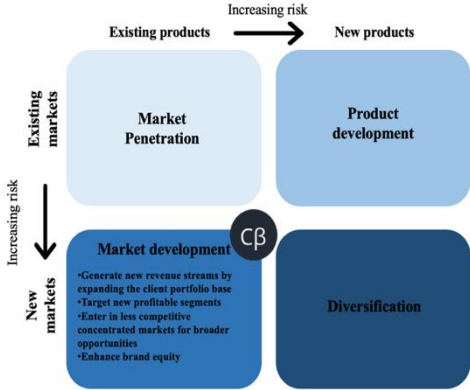 Increasing risk
Existing products
New products
Existing
markets
Increasing risk
New
markets
Market
Penetration
Product
development
Cβ
Market development
•Generate new revenue streams by
expanding the client portfolio base
•Target new profitable segments
•Enter in less competitive
concentrated markets for broader
opportunities
•Enhance brand equity
Diversification